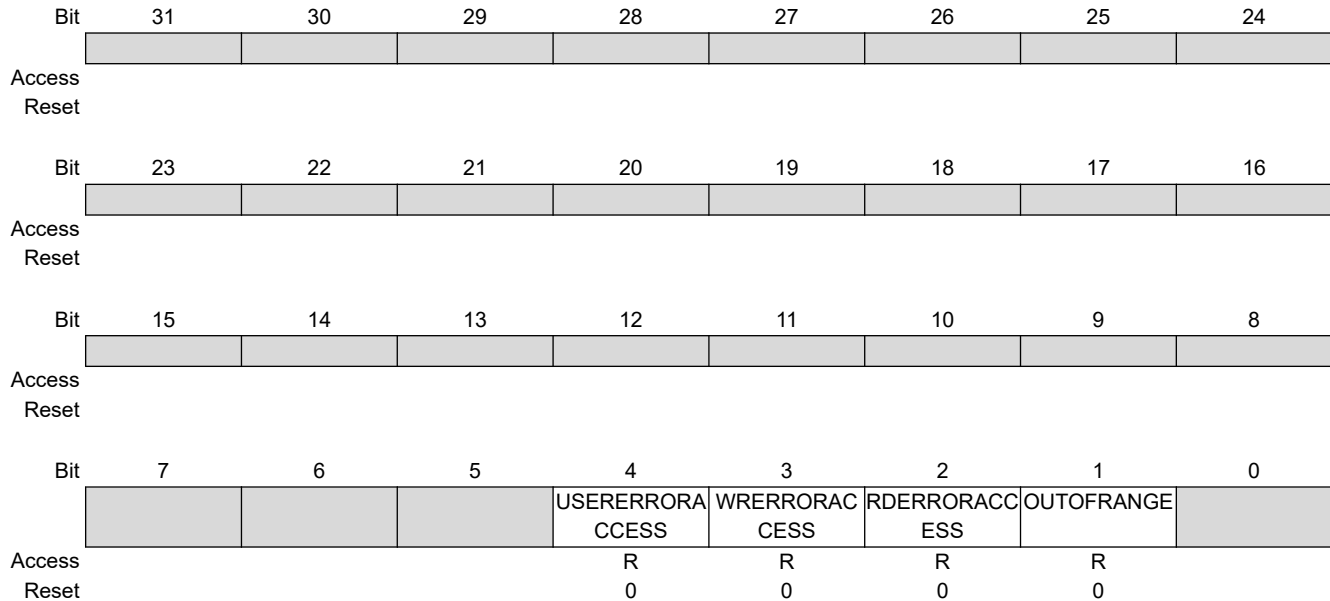 Bit 31 30 29 28 27 26 25 24
Access
Reset
Bit 23 22 21 20 19 18 17 16
Access
Reset
Bit 15 14 13 12 11 10 9 8
Access
Reset
Bit 7 6 5 4 3 2 1 0
USERERRORA WRERRORAC RDERRORACC OUTOFRANGE
CCESS CESS ESS
Access R R R R
Reset 0 0 0 0